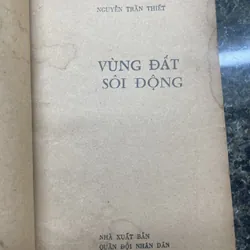 NGUYỄN TRẦN THIẾT
VÙNG ĐẤT
SÔI ĐỘNG
NHÀ XUẤT BẢN
QUÂN ĐỘI NHÂN DÂN